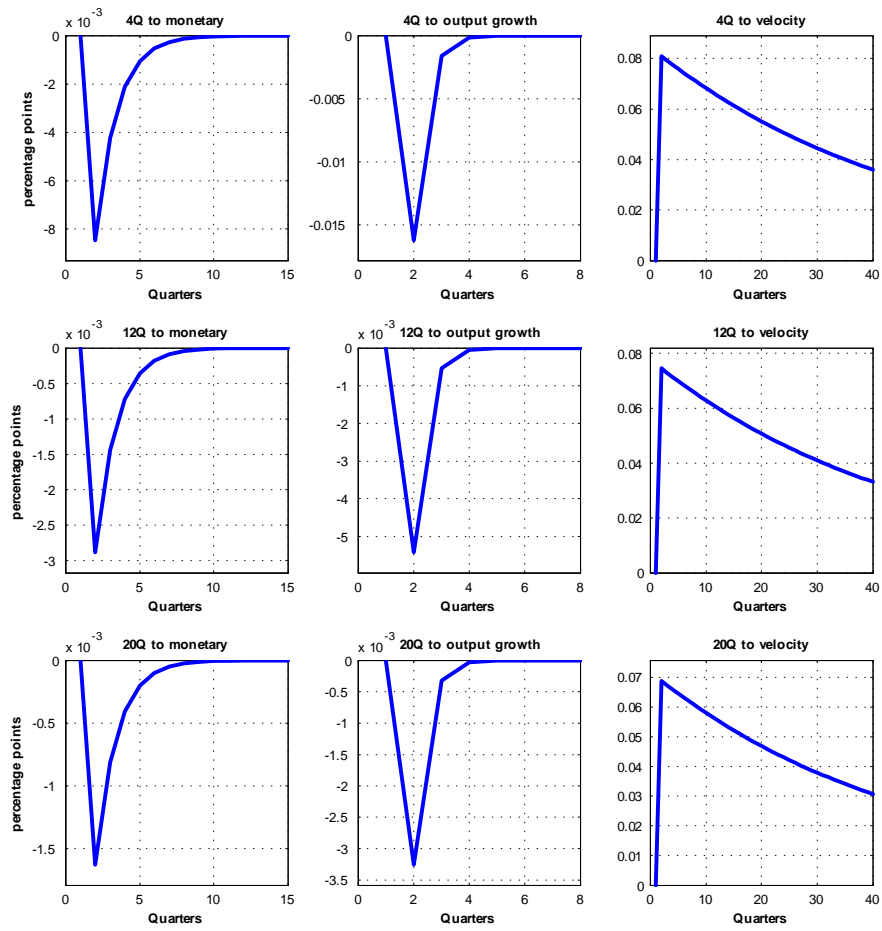 4Q to monetary
x 10^-3
0
-2
-4
-6
-8
percentage points
0 5 10 15
Quarters
4Q to output growth
0
-0.005
-0.01
-0.015
0 2 4 6 8
Quarters
4Q to velocity
0.08
0.06
0.04
0.02
0
0 10 20 30 40
Quarters
12Q to monetary
x 10^-3
0
-0.5
-1
-1.5
-2
-2.5
-3
percentage points
0 5 10 15
Quarters
12Q to output growth
x 10^-3
0
-1
-2
-3
-4
-5
0 2 4 6 8
Quarters
12Q to velocity
0.08
0.06
0.04
0.02
0
0 10 20 30 40
Quarters
20Q to monetary
x 10^-3
0
-0.5
-1
-1.5
percentage points
0 5 10 15
Quarters
20Q to output growth
x 10^-3
0
-0.5
-1
-1.5
-2
-2.5
-3
-3.5
0 2 4 6 8
Quarters
20Q to velocity
0.07
0.06
0.05
0.04
0.03
0.02
0.01
0
0 10 20 30 40
Quarters